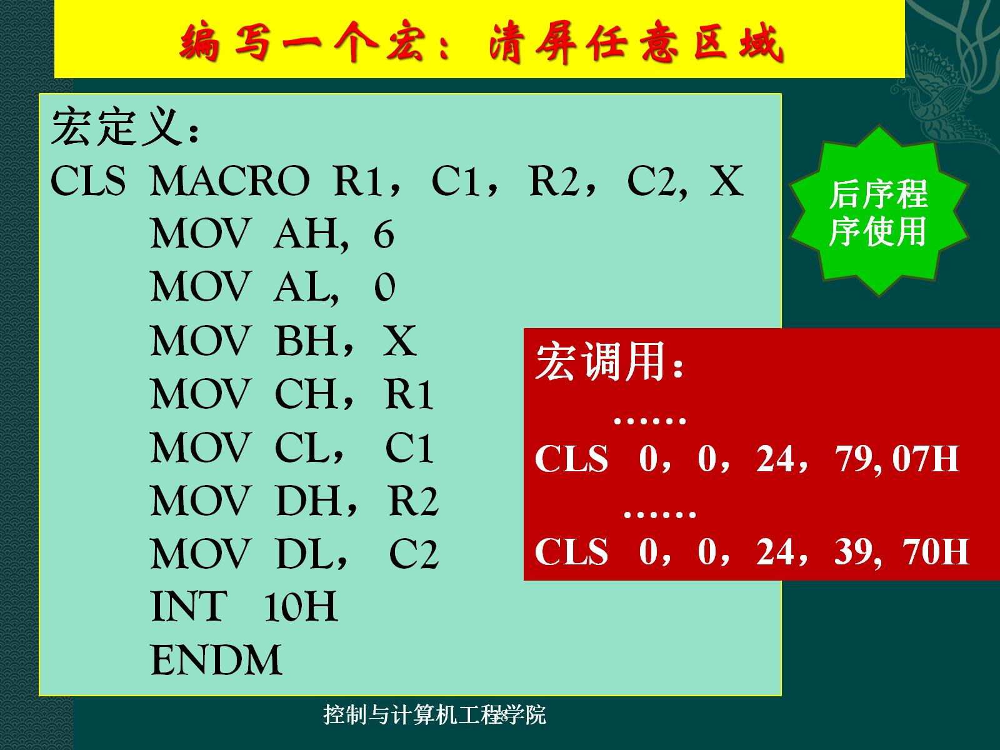 编写一个宏：清屏任意区域
宏定义：
CLS MACRO R1，C1，R2，C2, X
MOV AH, 6
MOV AL, 0
MOV BH，X
MOV CH，R1
MOV CL， C1
MOV DH，R2
MOV DL， C2
INT 10H
ENDM
后序程
序使用
宏调用：
……
CLS 0，0，24，79, 07H
……
CLS 0，0，24，39, 70H
控制与计算机工程学院